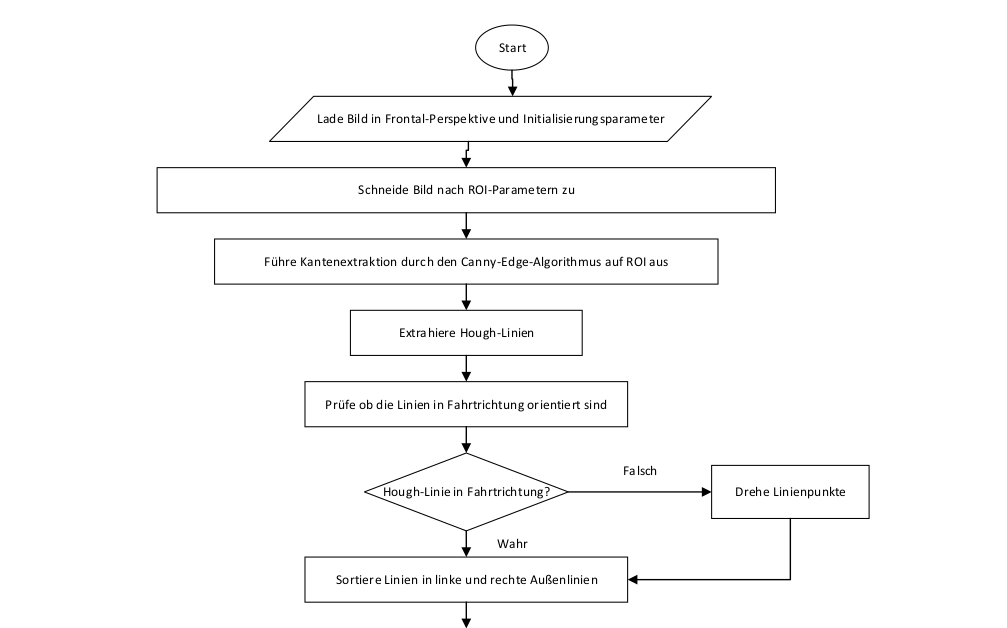 Start
Lade Bild in Frontal-Perspektive und Initialisierungsparameter
Schneide Bild nach ROI-Parametern zu
Führe Kantenextraktion durch den Canny-Edge-Algorithmus auf ROI aus
Extrahiere Hough-Linien
Prüfe ob die Linien in Fahrtrichtung orientiert sind
Falsch
Hough-Linie in Fahrtrichtung?
Drehe Linienpunkte
Wahr
Sortiere Linien in linke und rechte Außenlinien